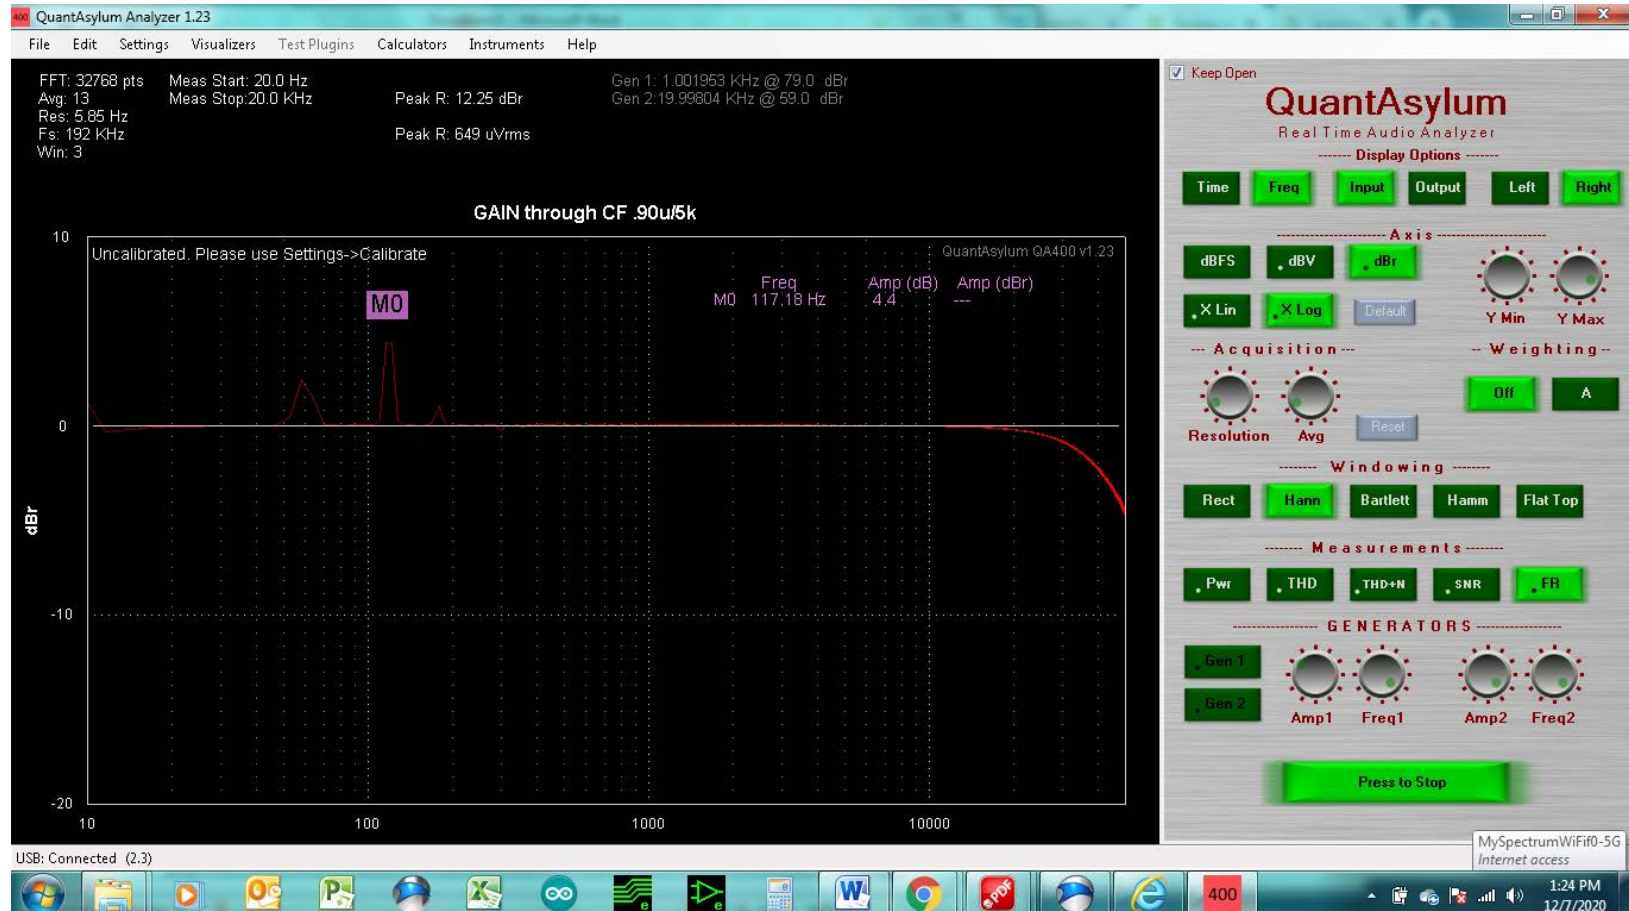 400 QuantAsylum Analyzer 1.23
File Edit Settings Visualizers Test Plugins Calculators Instruments Help
FFT: 32768 pts Meas Start: 20.0 Hz Gen 1: 1.001953 KHz @ 79.0 dBr
Avg: 13 Meas Stop:20.0 KHz Peak R: 12.25 dBr Gen 2:19.99804 KHz @ 59.0 dBr
Res: 5.85 Hz
Fs: 192 KHz Peak R: 649 uVrms
Win: 3
GAIN through CF .90u/5k
Uncalibrated. Please use Settings->Calibrate QuantAsylum QA400 v1.23
Freq Amp (dB) Amp (dBr)
M0 117.18 Hz 4.4 ---
M0
10
0
-10
-20
dBr
10 100 1000 10000
Keep Open
QuantAsylum
Real Time Audio Analyzer
------- Display Options -------
Time Freq Input Output Left Right
Axis
dBFS dBV dBr
X Lin X Log Default
Y Min Y Max
--- Acquisition --- -- Weighting --
Off A
Reset
Resolution Avg
-------- Windowing --------
Rect Hann Bartlett Hamm Flat Top
-------- Measurements --------
Pwr THD THD+N SNR FR
GENERATORS
Gen 1
Gen 2
Amp1 Freq1 Amp2 Freq2
Press to Stop
USB: Connected (2.3)
MySpectrumWiFif0-5G
Internet access
400
1:24 PM
12/7/2020